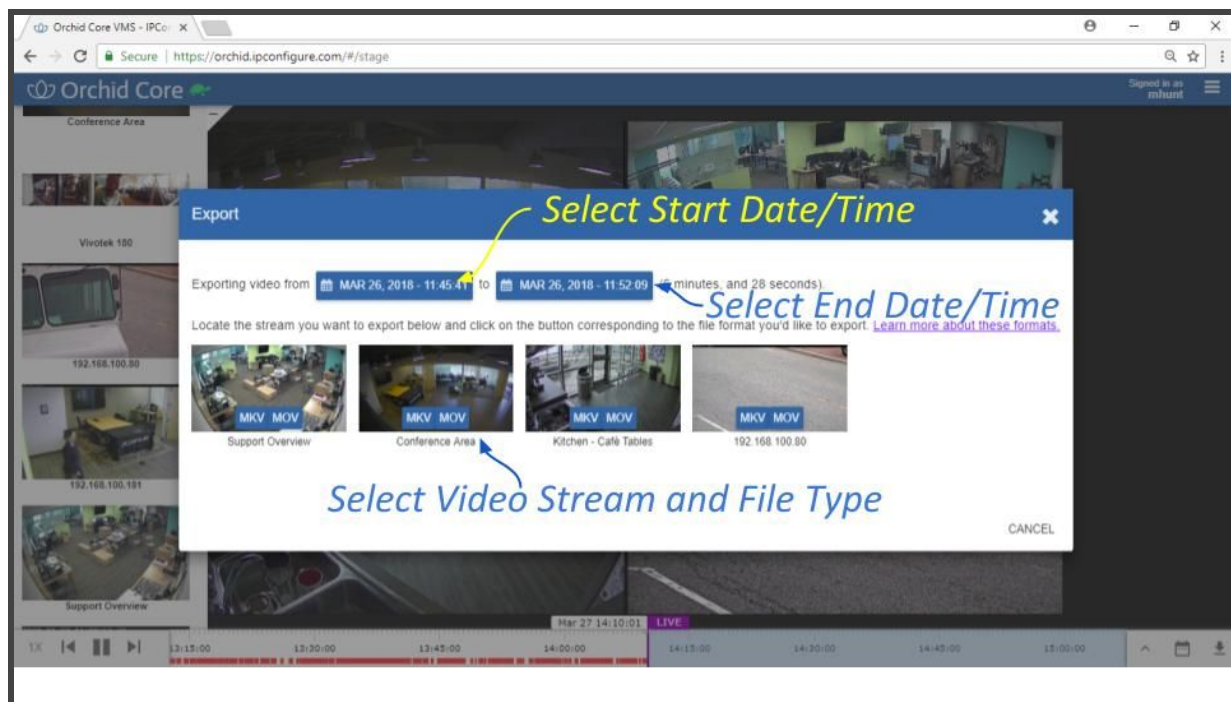 Orchid Core VMS - IPCo
Secure | https://orchid.ipconfigure.com/#/stage
Orchid Core
Signed in as
mhunt
Conference Area
Vivotek 180
192.168.100.80
192.168.100.181
Support Overview
Export
Select Start Date/Time
Exporting video from MAR 26, 2018 - 11:45:41 to MAR 26, 2018 - 11:52:09 minutes, and 28 seconds).
Select End Date/Time
Locate the stream you want to export below and click on the button corresponding to the file format you'd like to export. Learn more about these formats.
MKV MOV MKV MOV MKV MOV MKV MOV
Support Overview Conference Area Kitchen - Café Tables 192.168.100.80
Select Video Stream and File Type
CANCEL
Mar 27 14:10:01 LIVE
1X 13:15:00 13:30:00 13:45:00 14:00:00 14:15:00 14:30:00 14:45:00 15:00:00